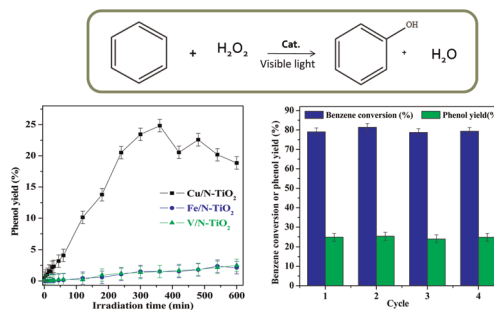 OH
+ H₂O₂ Cat. + H₂O
Visible light
Phenol yield (%)
25
20
15
10
5
0
Cu/N-TiO₂
Fe/N-TiO₂
V/N-TiO₂
0 100 200 300 400 500 600
Irradiation time (min)
Benzene conversion or phenol yield (%)
Benzene conversion (%) Phenol yield(%
80
70
60
50
40
30
20
10
0
1 2 3 4
Cycle